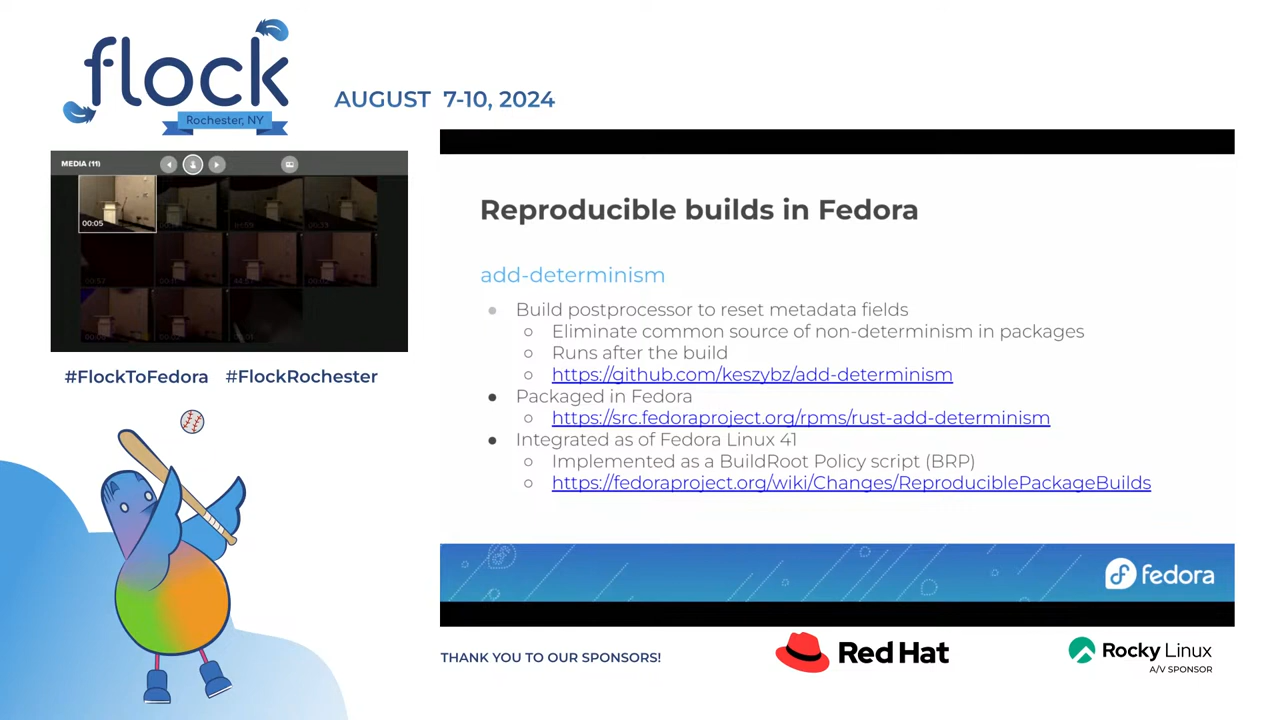 flock
Rochester, NY
AUGUST 7-10, 2024
MEDIA (11)
00:05
#FlockToFedora #FlockRochester
Reproducible builds in Fedora
add-determinism
● Build postprocessor to reset metadata fields
○ Eliminate common source of non-determinism in packages
○ Runs after the build
○ https://github.com/keszybz/add-determinism
● Packaged in Fedora
○ https://src.fedoraproject.org/rpms/rust-add-determinism
● Integrated as of Fedora Linux 41
○ Implemented as a BuildRoot Policy script (BRP)
○ https://fedoraproject.org/wiki/Changes/ReproduciblePackageBuilds
fedora
THANK YOU TO OUR SPONSORS!
Red Hat
Rocky Linux
A/V SPONSOR